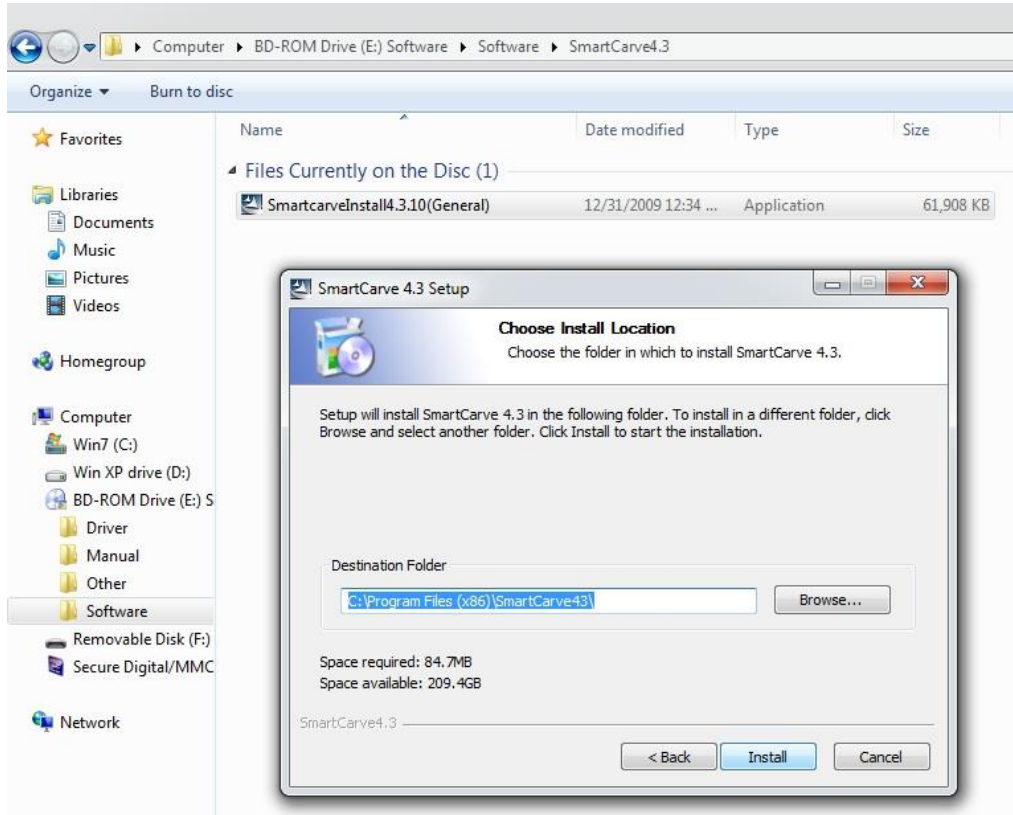 Computer ▸ BD-ROM Drive (E:) Software ▸ Software ▸ SmartCarve4.3
Organize Burn to disc
Favorites
Libraries
Documents
Music
Pictures
Videos
Homegroup
Computer
Win7 (C:)
Win XP drive (D:)
BD-ROM Drive (E:) S
Driver
Manual
Other
Software
Removable Disk (F:)
Secure Digital/MMC
Network
Name Date modified Type Size
Files Currently on the Disc (1)
SmartcarveInstall4.3.10(General) 12/31/2009 12:34 ... Application 61,908 KB
SmartCarve 4.3 Setup
Choose Install Location
Choose the folder in which to install SmartCarve 4.3.
Setup will install SmartCarve 4.3 in the following folder. To install in a different folder, click
Browse and select another folder. Click Install to start the installation.
Destination Folder
C:\Program Files (x86)\SmartCarve43\
Browse...
Space required: 84.7MB
Space available: 209.4GB
SmartCarve4.3
< Back Install Cancel